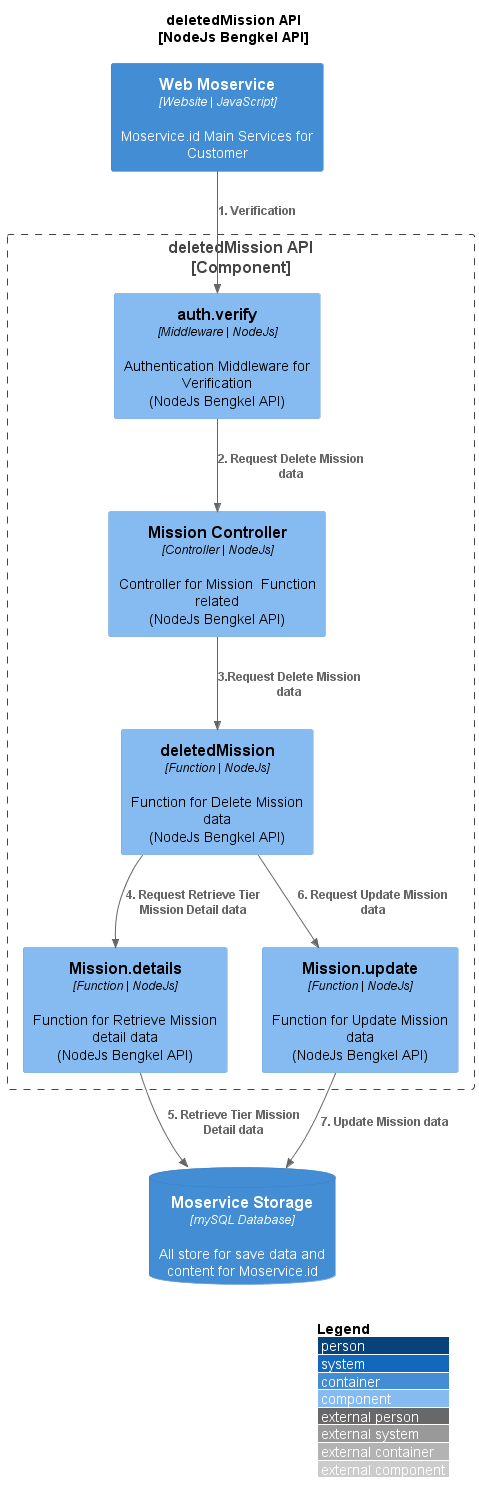 deletedMission API
[NodeJs Bengkel API]
Web Moservice
[Website | JavaScript]
Moservice.id Main Services for
Customer
1. Verification
deletedMission API
[Component]
auth.verify
[Middleware | NodeJs]
Authentication Middleware for
Verification
(NodeJs Bengkel API)
2. Request Delete Mission
data
Mission Controller
[Controller | NodeJs]
Controller for Mission  Function
related
(NodeJs Bengkel API)
3.Request Delete Mission
data
deletedMission
[Function | NodeJs]
Function for Delete Mission
data
(NodeJs Bengkel API)
4. Request Retrieve Tier
Mission Detail data
6. Request Update Mission
data
Mission.details
[Function | NodeJs]
Function for Retrieve Mission
detail data
(NodeJs Bengkel API)
Mission.update
[Function | NodeJs]
Function for Update Mission
data
(NodeJs Bengkel API)
5. Retrieve Tier Mission
Detail data
7. Update Mission data
Moservice Storage
[mySQL Database]
All store for save data and
content for Moservice.id
Legend
person
system
container
component
external person
external system
external container
external component